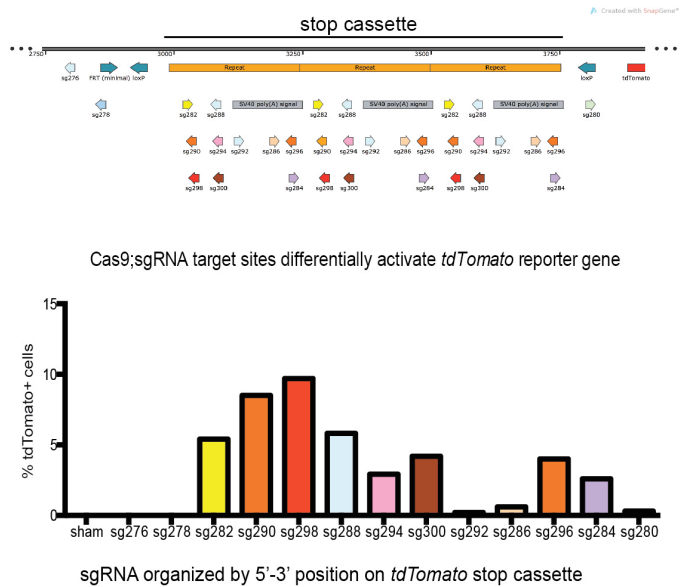 Created with SnapGene®
stop cassette
2750 3000 3250 3500 3750
Repeat Repeat Repeat
sg276 FRT (minimal) loxP loxP tdTomato
SV40 poly(A) signal SV40 poly(A) signal SV40 poly(A) signal
sg278 sg282 sg288 sg282 sg288 sg282 sg288 sg280
sg290 sg294 sg292 sg286 sg296 sg290 sg294 sg292 sg286 sg296 sg290 sg294 sg292 sg286 sg296
sg298 sg300 sg284 sg298 sg300 sg284 sg298 sg300 sg284
Cas9;sgRNA target sites differentially activate tdTomato reporter gene
% tdTomato+ cells
15
10
5
0
sham sg276 sg278 sg282 sg290 sg298 sg288 sg294 sg300 sg292 sg286 sg296 sg284 sg280
sgRNA organized by 5'-3' position on tdTomato stop cassette